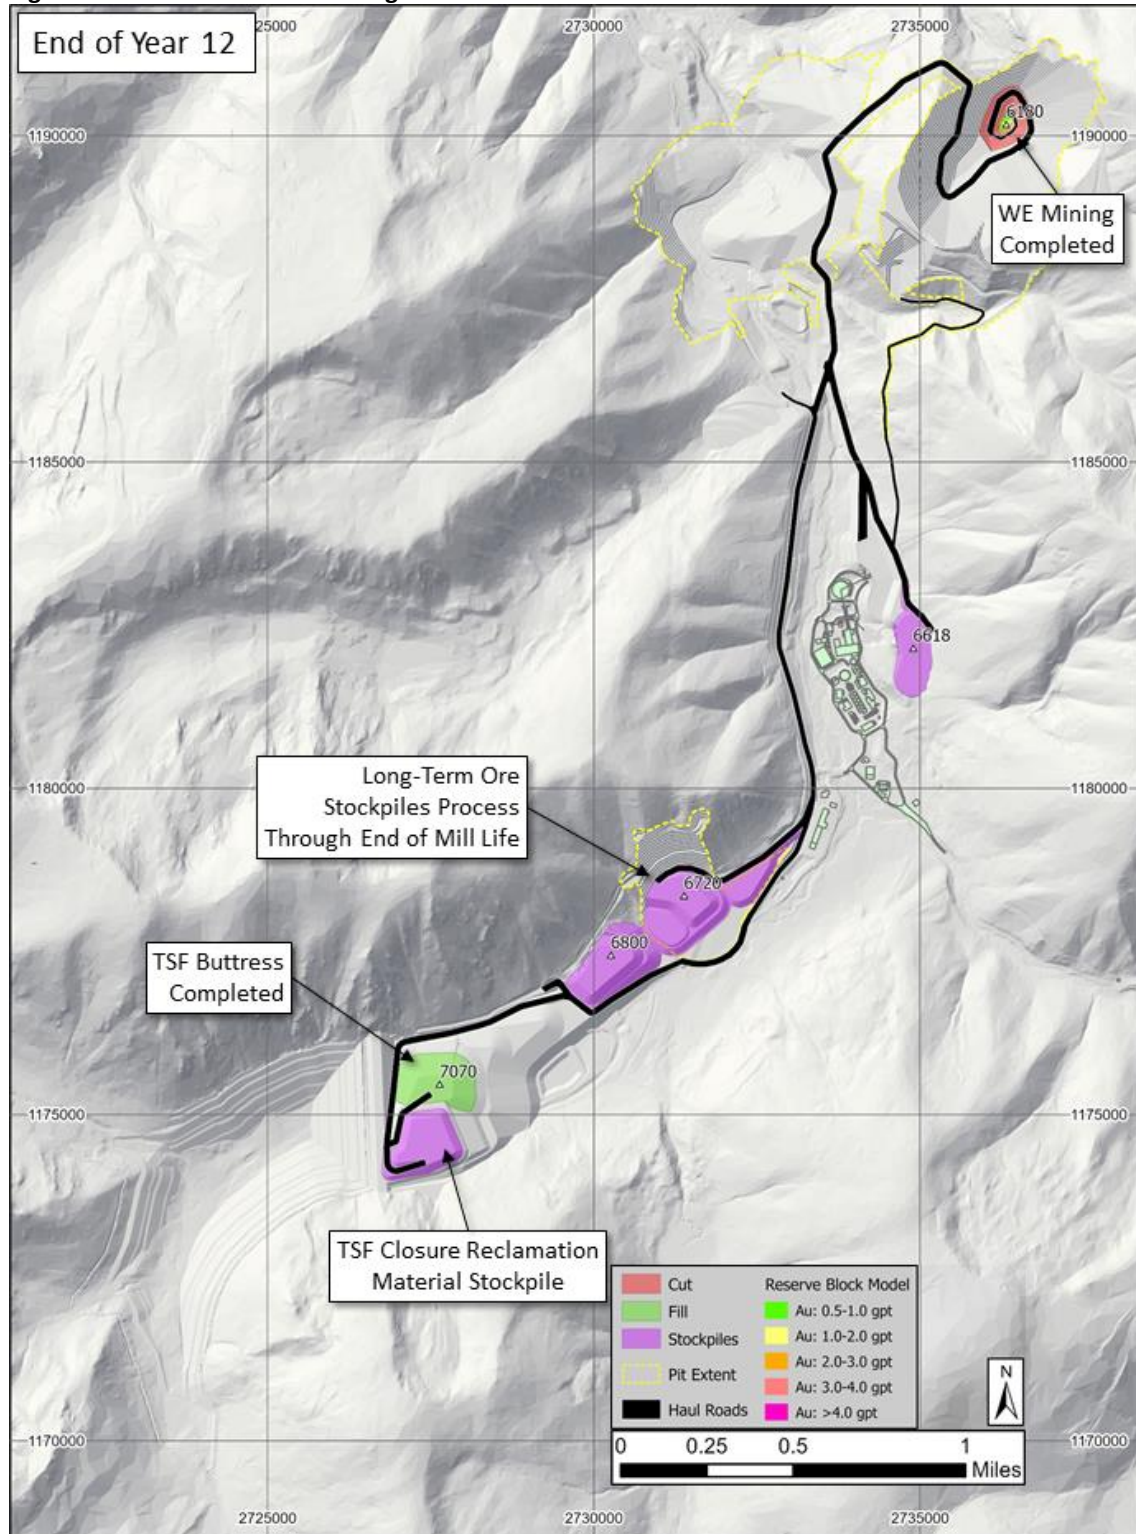 End of Year 12
2725000
2730000
2735000
1190000
1190000
6180
WE Mining
Completed
1185000
1185000
6618
Long-Term Ore
Stockpiles Process
Through End of Mill Life
1180000
1180000
6720
6800
TSF Buttress
Completed
7070
1175000
1175000
TSF Closure Reclamation
Material Stockpile
Cut
Fill
Stockpiles
Pit Extent
Haul Roads
Reserve Block Model
Au: 0.5-1.0 gpt
Au: 1.0-2.0 gpt
Au: 2.0-3.0 gpt
Au: 3.0-4.0 gpt
Au: >4.0 gpt
N
1170000
1170000
0 0.25 0.5 1
Miles
2725000
2730000
2735000